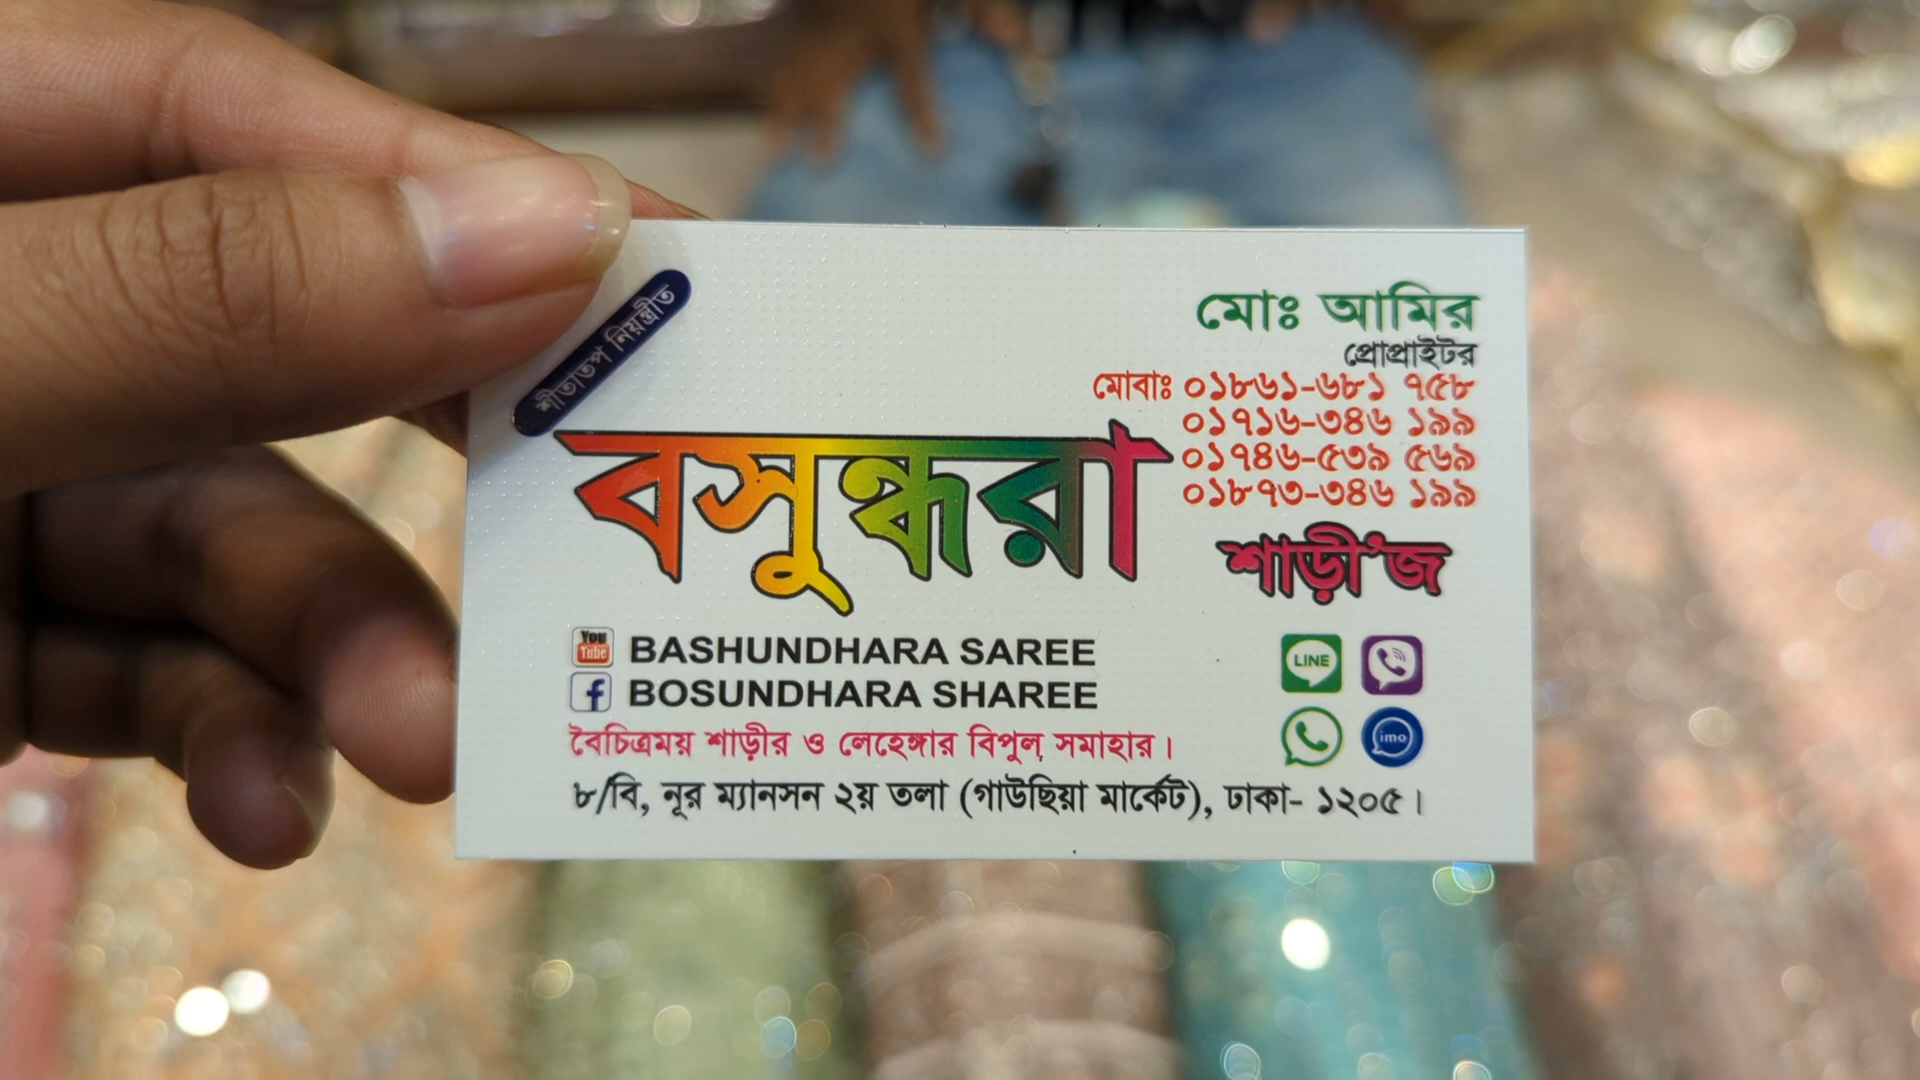 শীতাতপ নিয়ন্ত্রীত
মোঃ আমির
প্রোপ্রাইটর
মোবাঃ ০১৮৬১-৬৮১ ৭৫৮
০১৭১৬-৩৪৬ ১৯৯
০১৭৪৬-৫৩৯ ৫৬৯
০১৮৭৩-৩৪৬ ১৯৯
বসুন্ধরা
শাড়ী'জ
You Tube BASHUNDHARA SAREE
f BOSUNDHARA SHAREE
LINE
imo
বৈচিত্রময় শাড়ীর ও লেহেঙ্গার বিপুল সমাহার।
৮/বি, নূর ম্যানসন ২য় তলা (গাউছিয়া মার্কেট), ঢাকা- ১২০৫।